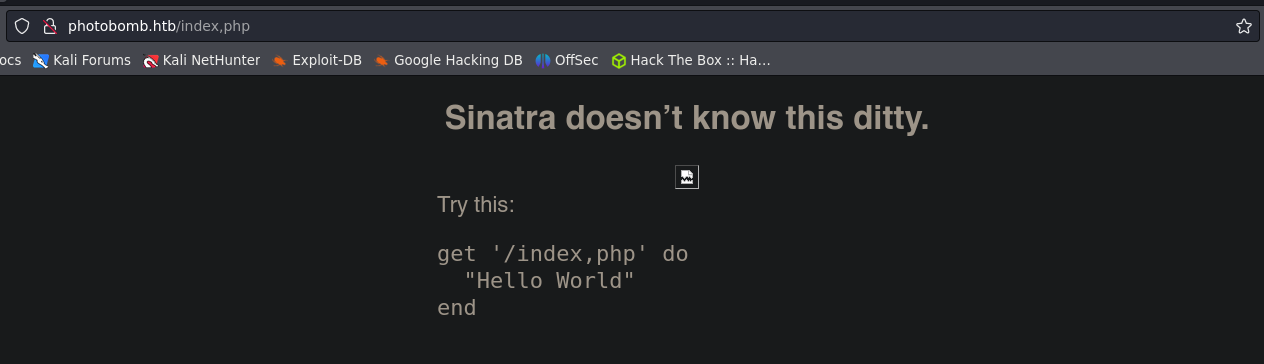 photobomb.htb/index,php
ocs Kali Forums Kali NetHunter Exploit-DB Google Hacking DB OffSec Hack The Box :: Ha…
Sinatra doesn’t know this ditty.
Try this:
get '/index,php' do
  "Hello World"
end